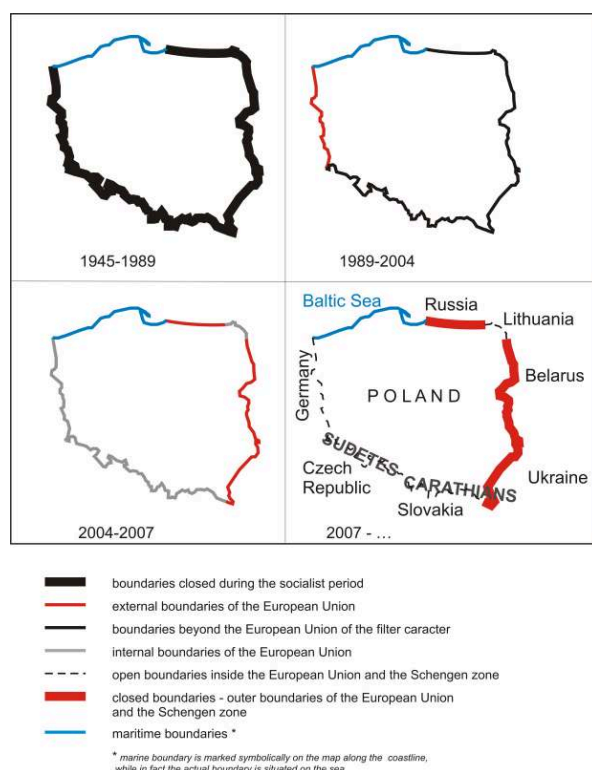 1945-1989
1989-2004
Baltic Sea
Russia
Lithuania
Germany
POLAND
Belarus
SUDETES
CARATHIANS
Czech
Republic
Slovakia
Ukraine
2004-2007
2007 - ...
boundaries closed during the socialist period
external boundaries of the European Union
boundaries beyond the European Union of the filter caracter
internal boundaries of the European Union
open boundaries inside the European Union and the Schengen zone
closed boundaries - outer boundaries of the European Union
and the Schengen zone
maritime boundaries *
* marine boundary is marked symbolically on the map along the coastline,
while in fact the actual boundary is situated on the sea